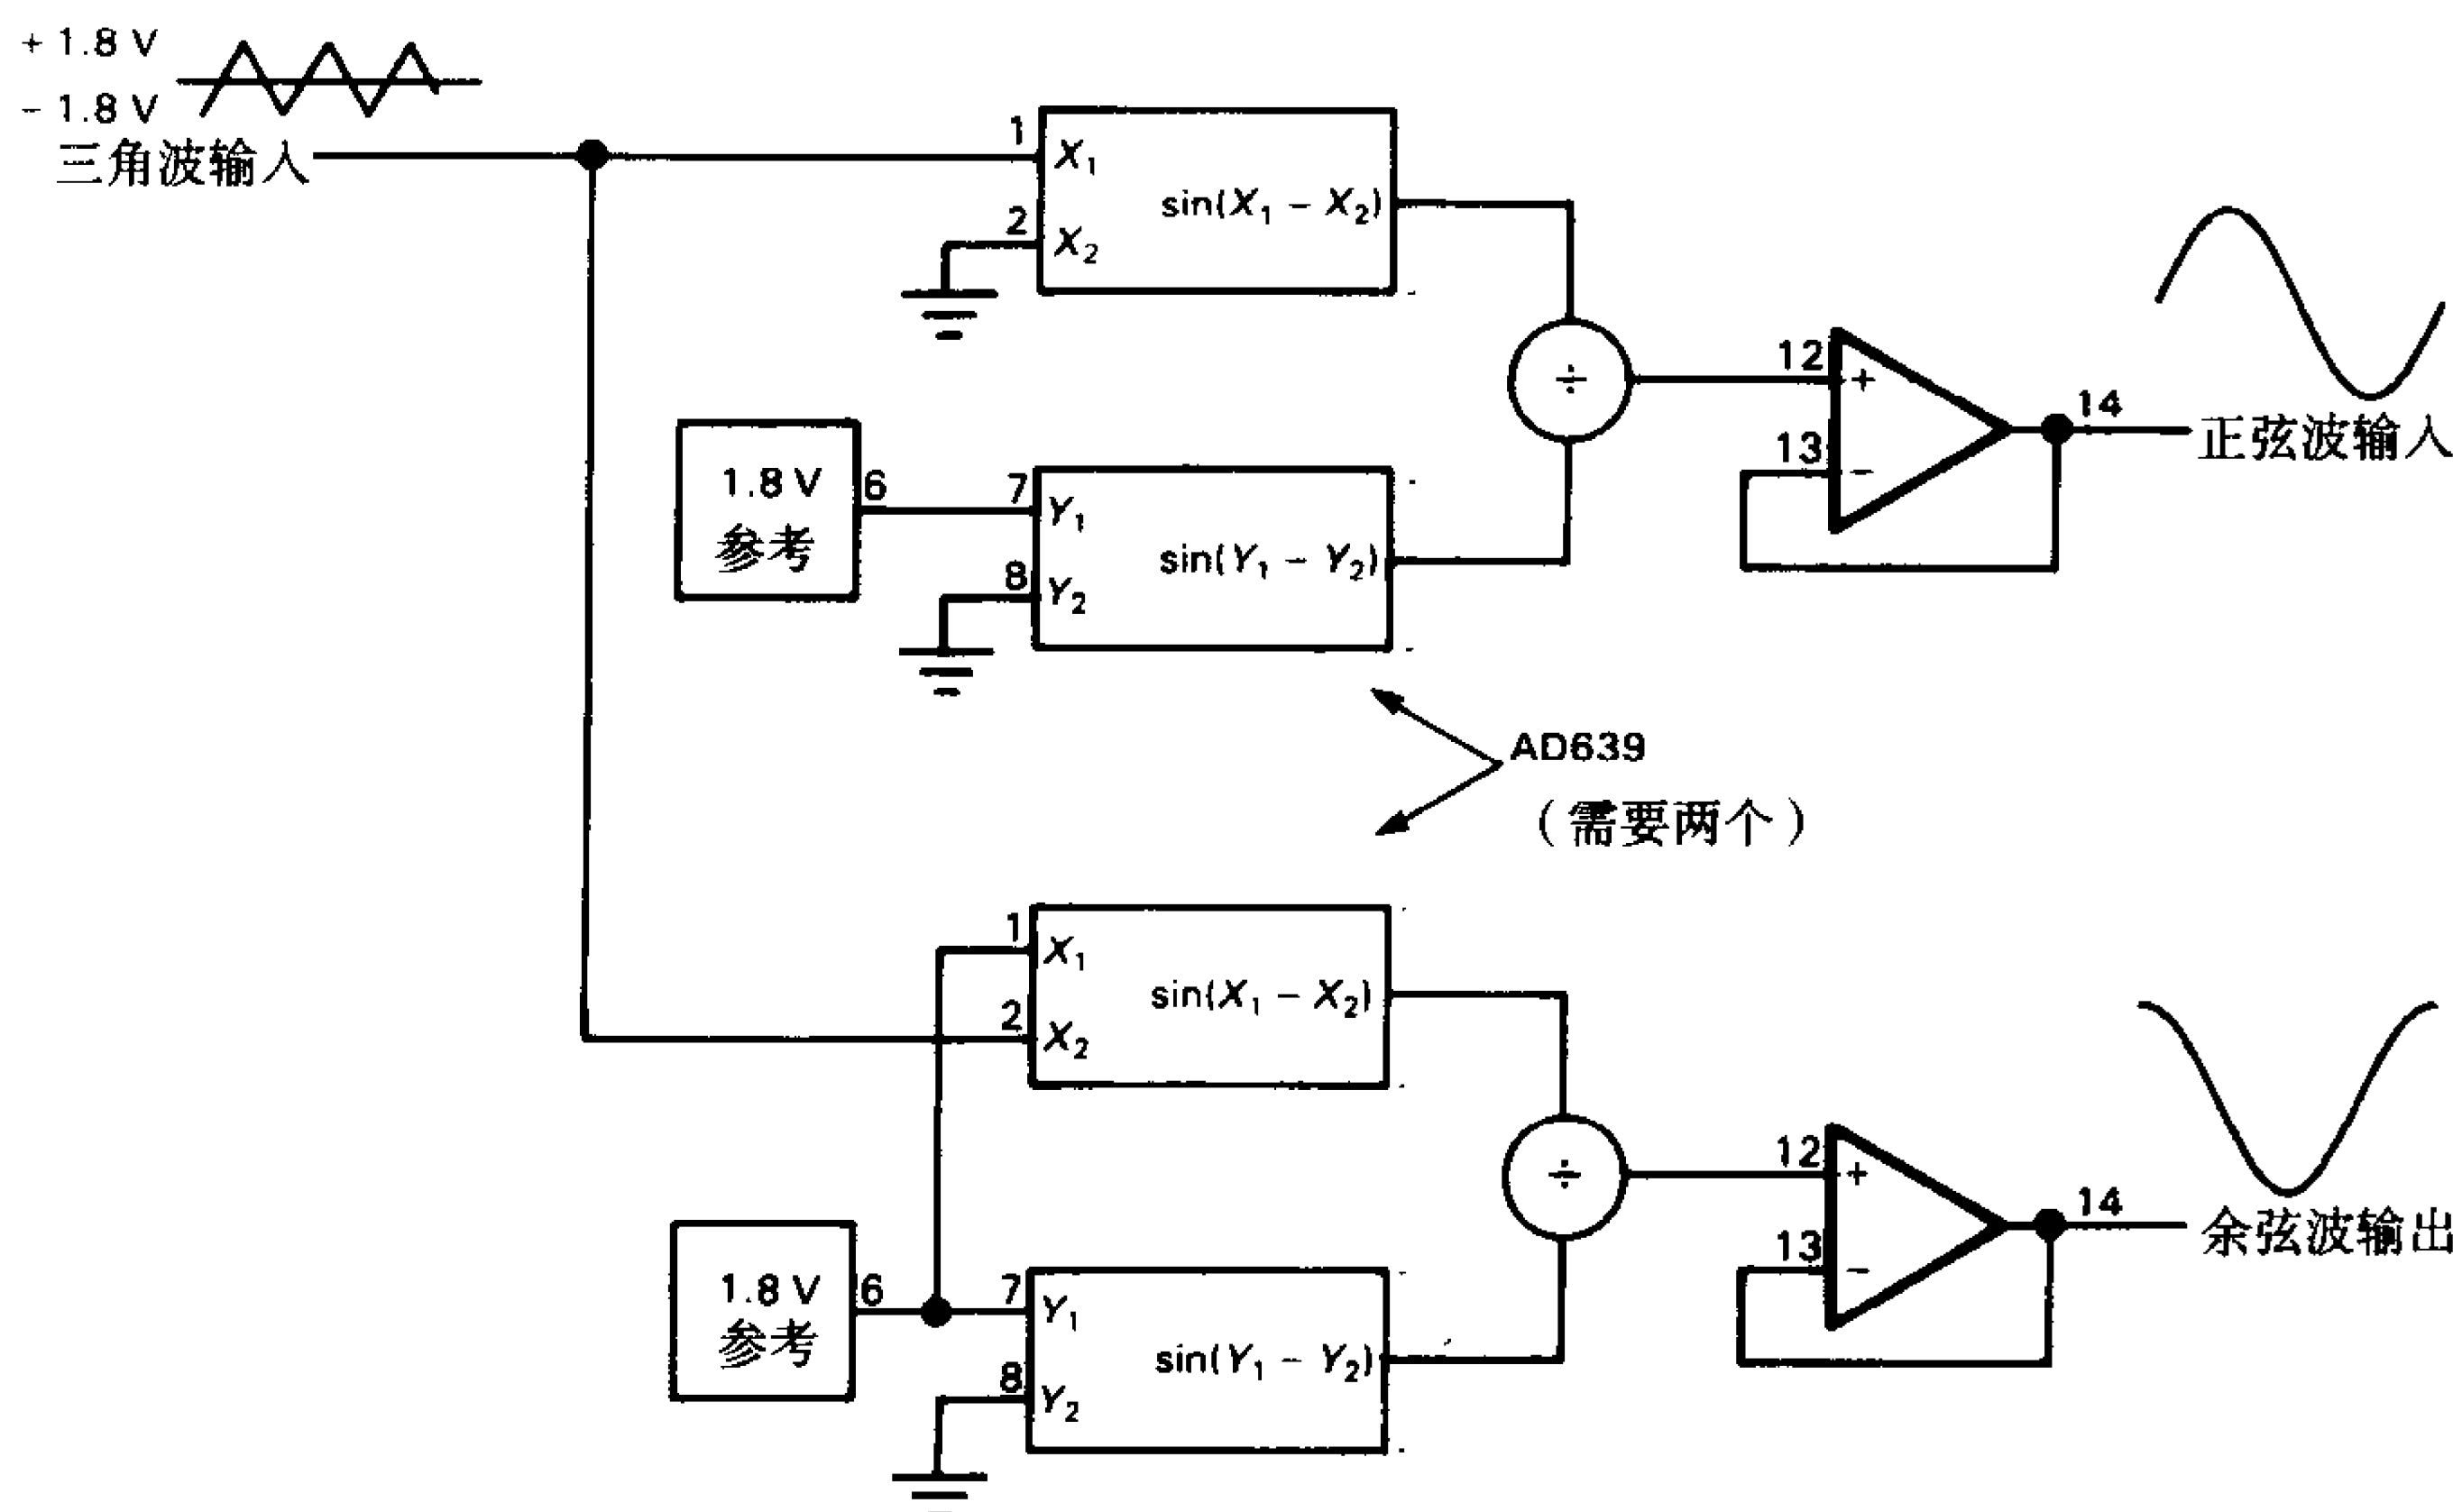 + 1.8 V
− 1.8 V
三角波输入
1
X₁
2
X₂
sin(X₁ − X₂)
÷
12
+
13
−
14
正弦波输入
1.8 V
参考
6
7
Y₁
8
Y₂
sin(Y₁ − Y₂)
AD639
（需要两个）
1
X₁
2
X₂
sin(X₁ − X₂)
÷
12
+
13
−
14
余弦波输出
1.8 V
参考
6
7
Y₁
8
Y₂
sin(Y₁ − Y₂)